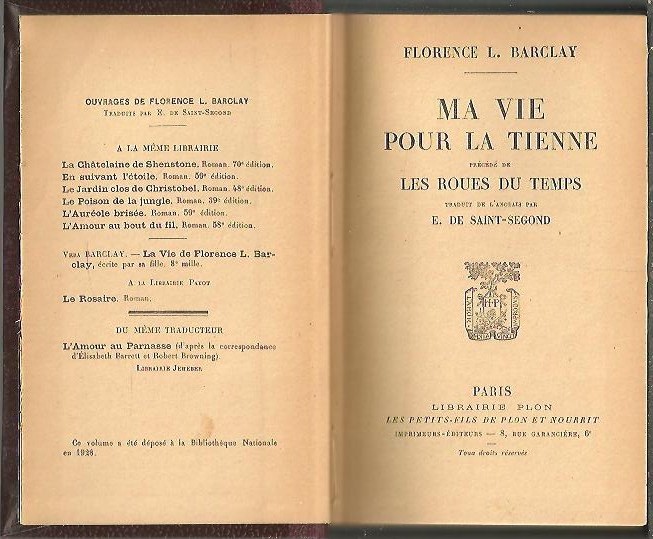 OUVRAGES DE FLORENCE L. BARCLAY
TRADUITS PAR E. DE SAINT-SEGOND
A LA MÊME LIBRAIRIE
La Châtelaine de Shenstone. Roman. 70e édition.
En suivant l'étoile. Roman. 59e édition.
Le Jardin clos de Christobel. Roman. 48e édition.
Le Poison de la jungle. Roman. 39e édition.
L'Auréole brisée. Roman. 59e édition.
L'Amour au bout du fil. Roman. 58e édition.
VERA BARCLAY. — La Vie de Florence L. Bar-
clay, écrite par sa fille. 8e mille.
A LA LIBRAIRIE PAYOT
Le Rosaire. Roman.
DU MÊME TRADUCTEUR
L'Amour au Parnasse (d'après la correspondance
d'Élisabeth Barrett et Robert Browning).
LIBRAIRIE JEHEBER
Ce volume a été déposé à la Bibliothèque Nationale
en 1928.
FLORENCE L. BARCLAY
MA VIE
POUR LA TIENNE
PRÉCÉDÉ DE
LES ROUES DU TEMPS
TRADUIT DE L'ANGLAIS PAR
E. DE SAINT-SEGOND
PARIS
LIBRAIRIE PLON
LES PETITS-FILS DE PLON ET NOURRIT
IMPRIMEURS-ÉDITEURS — 8, RUE GARANCIÈRE, 6e
Tous droits réservés